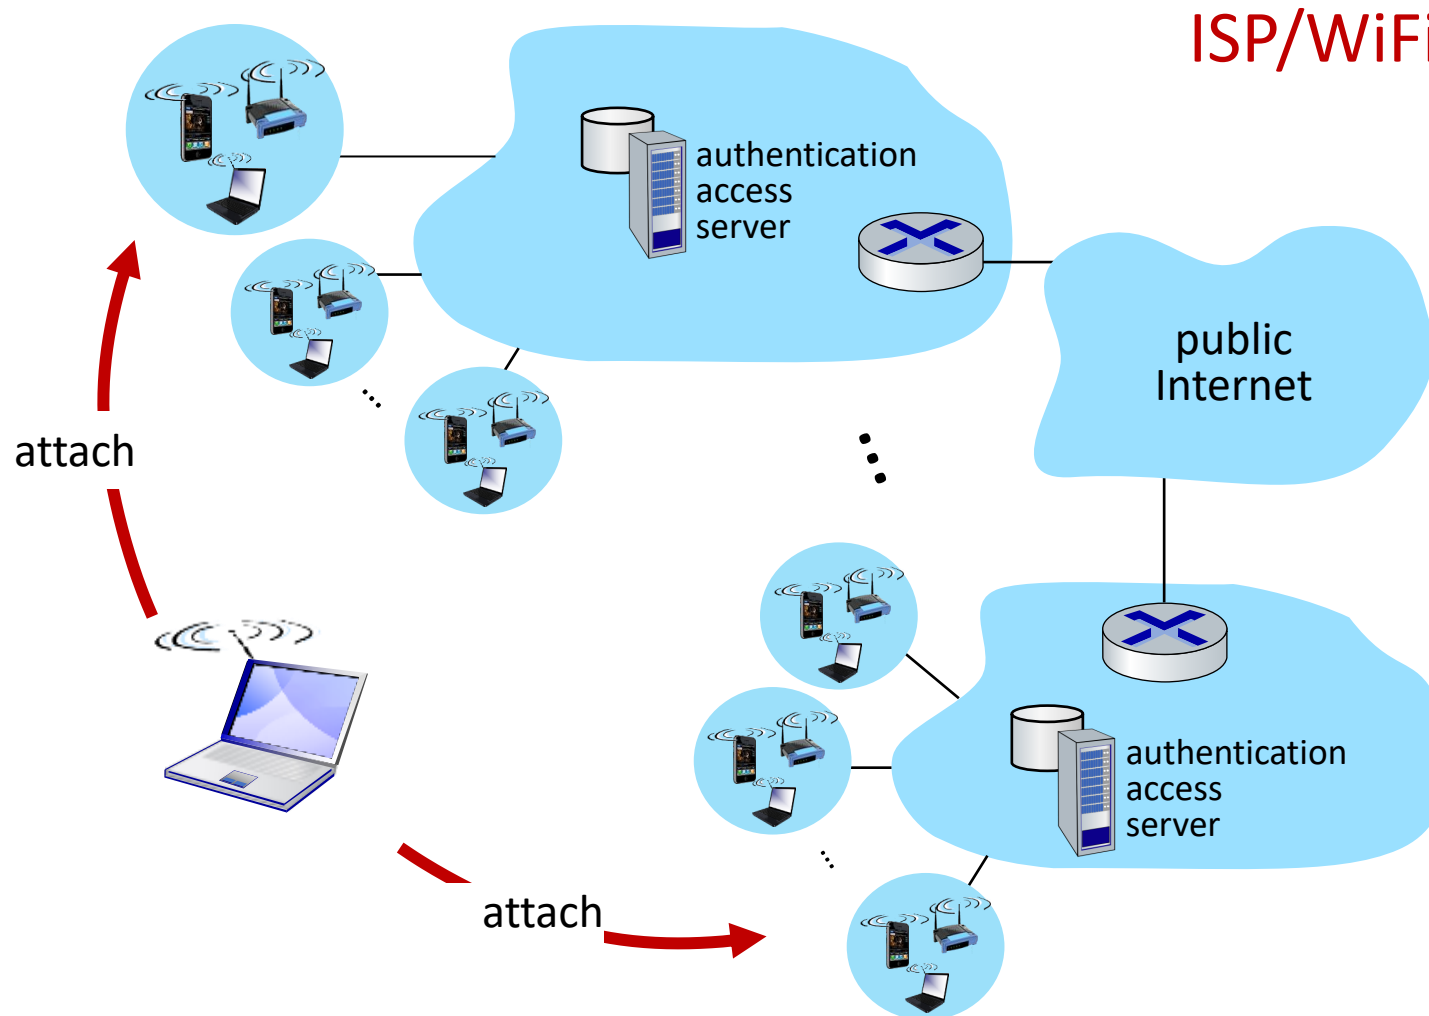 ISP/WiFi
authentication
access
server
public
Internet
attach
authentication
access
server
attach